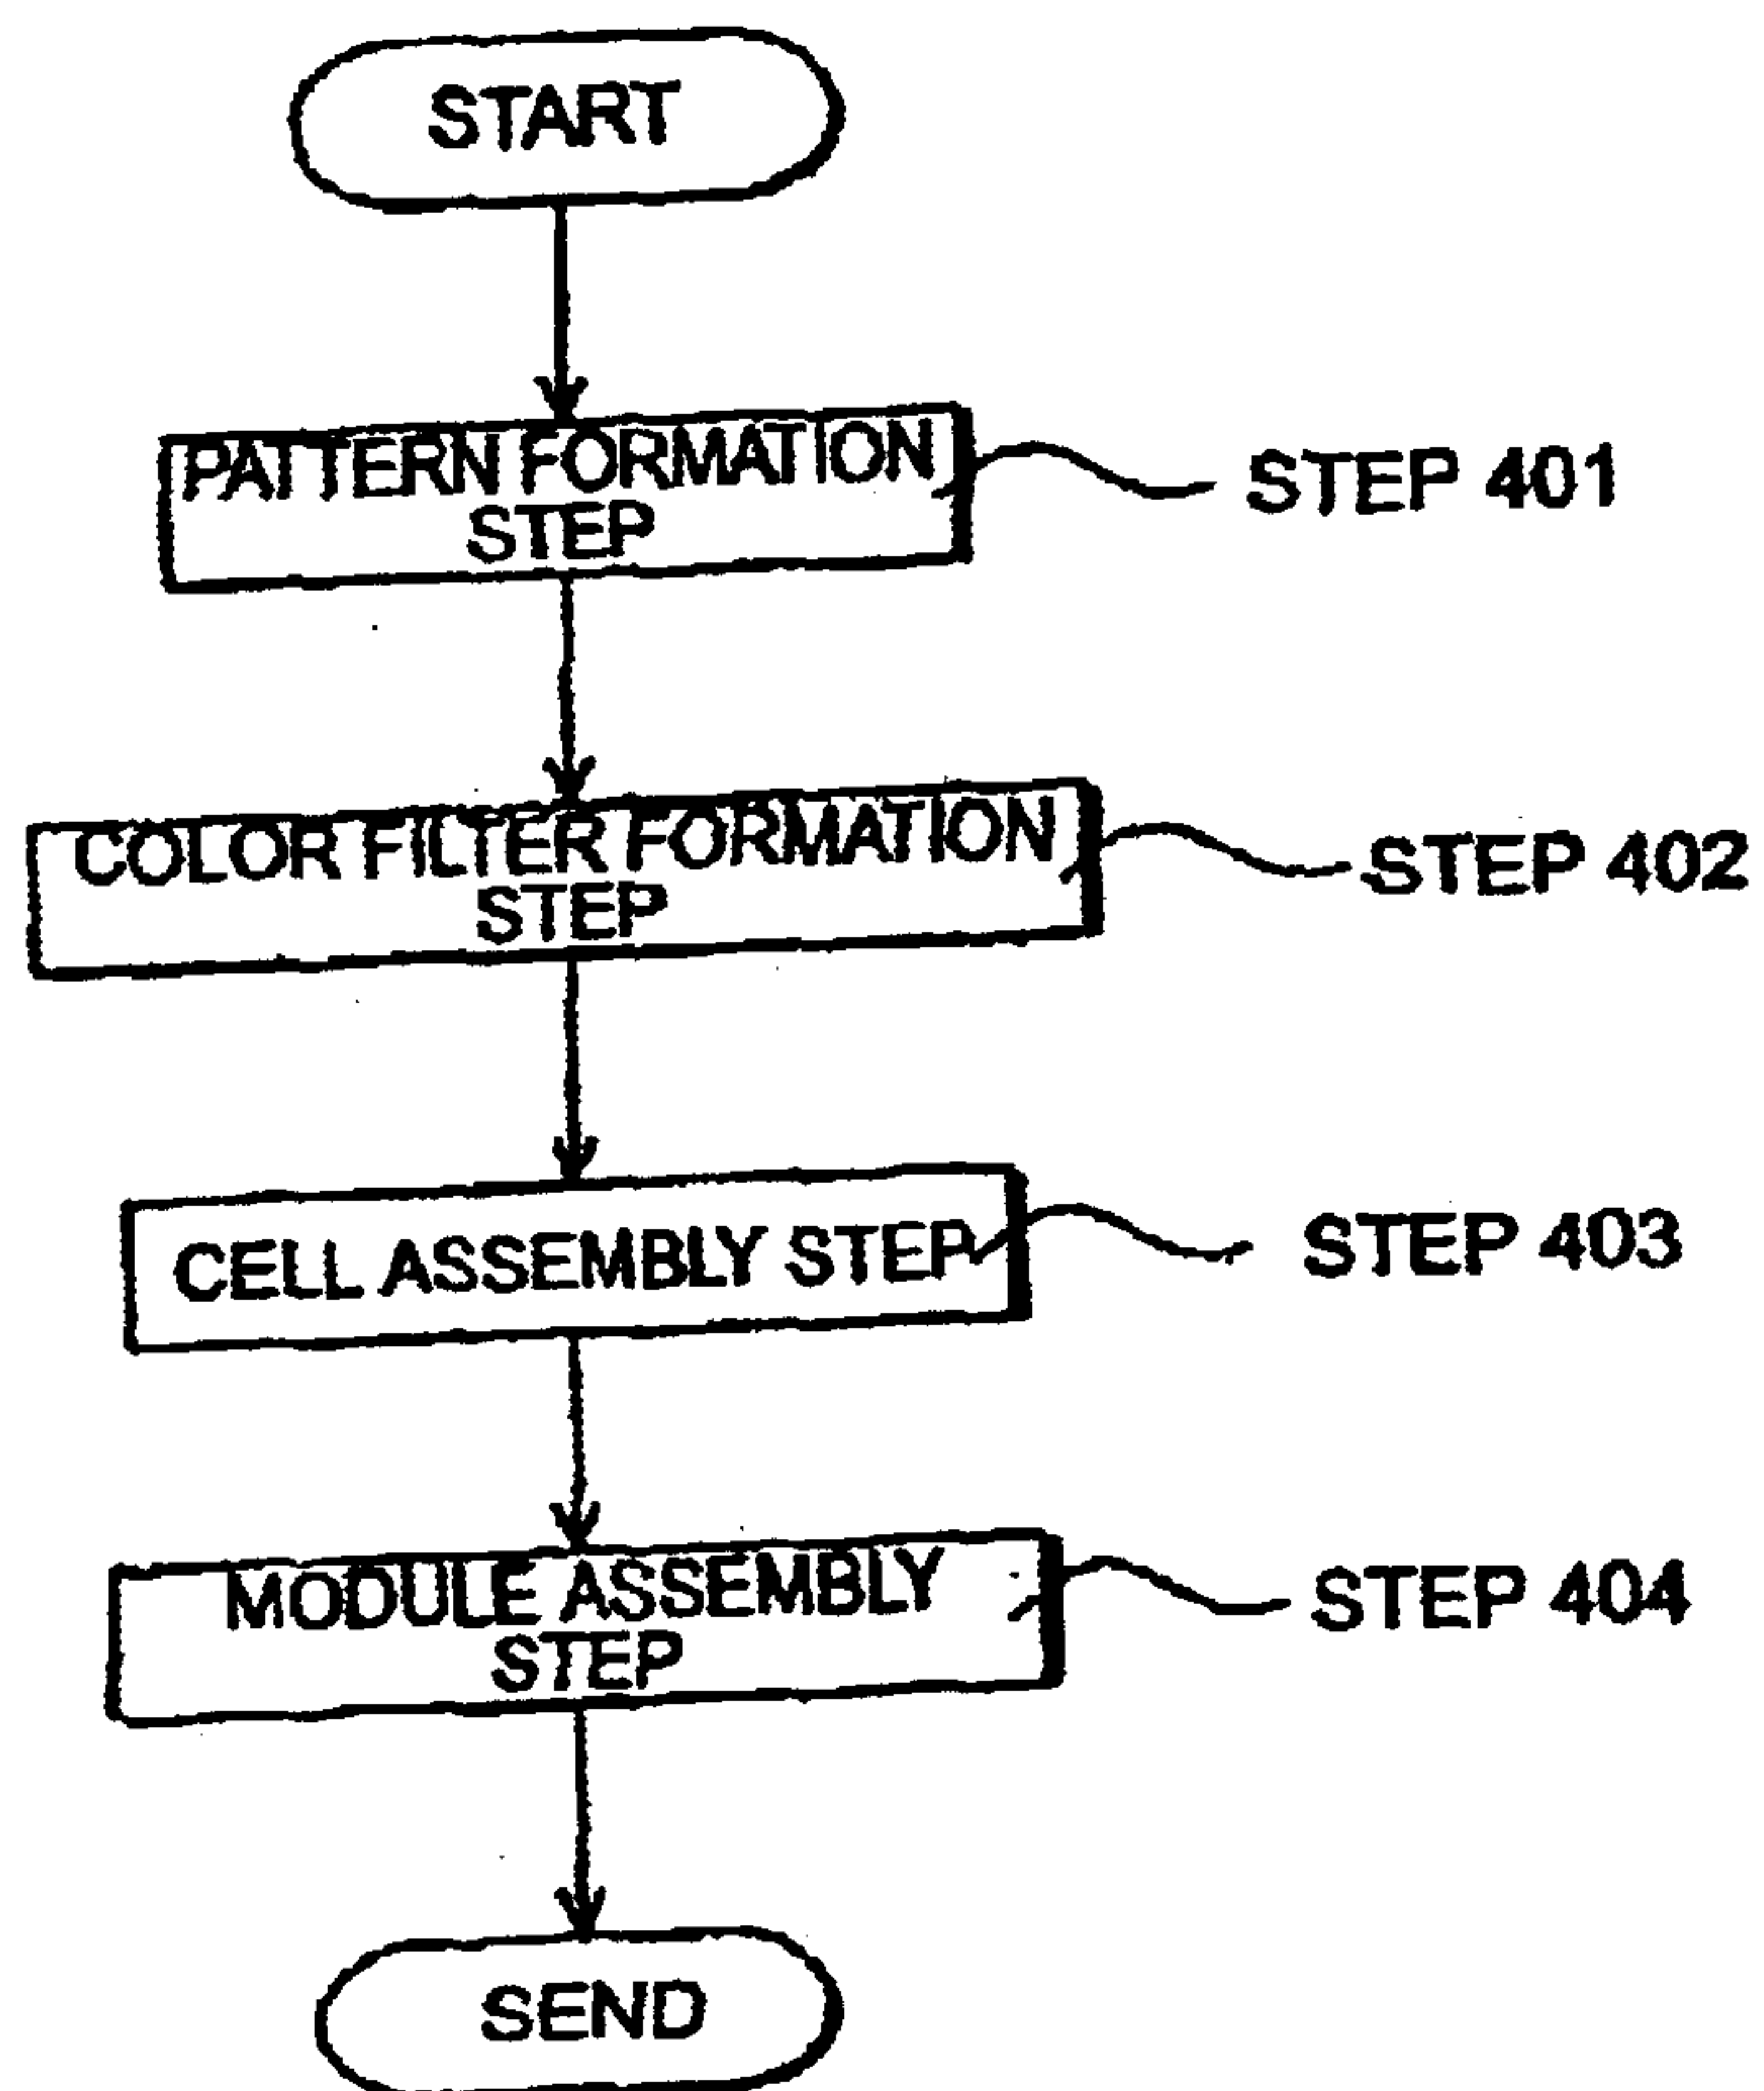 START
PATTERN FORMATION
STEP
STEP 401
COLOR FILTER FORMATION
STEP
STEP 402
CELL ASSEMBLY STEP
STEP 403
MODULE ASSEMBLY
STEP
STEP 404
SEND